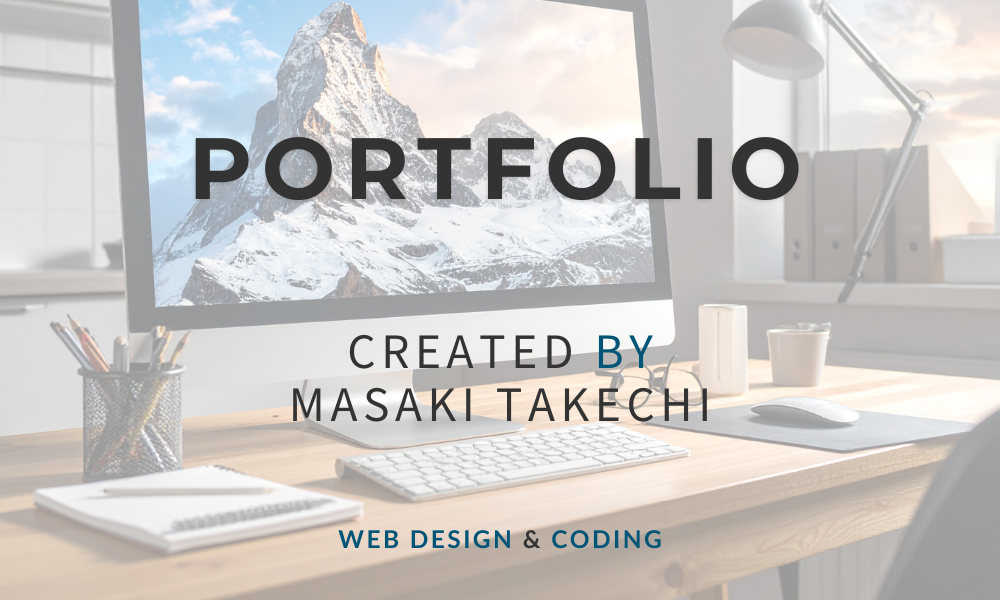 PORTFOLIO
CREATED BY
MASAKI TAKECHI
WEB DESIGN & CODING